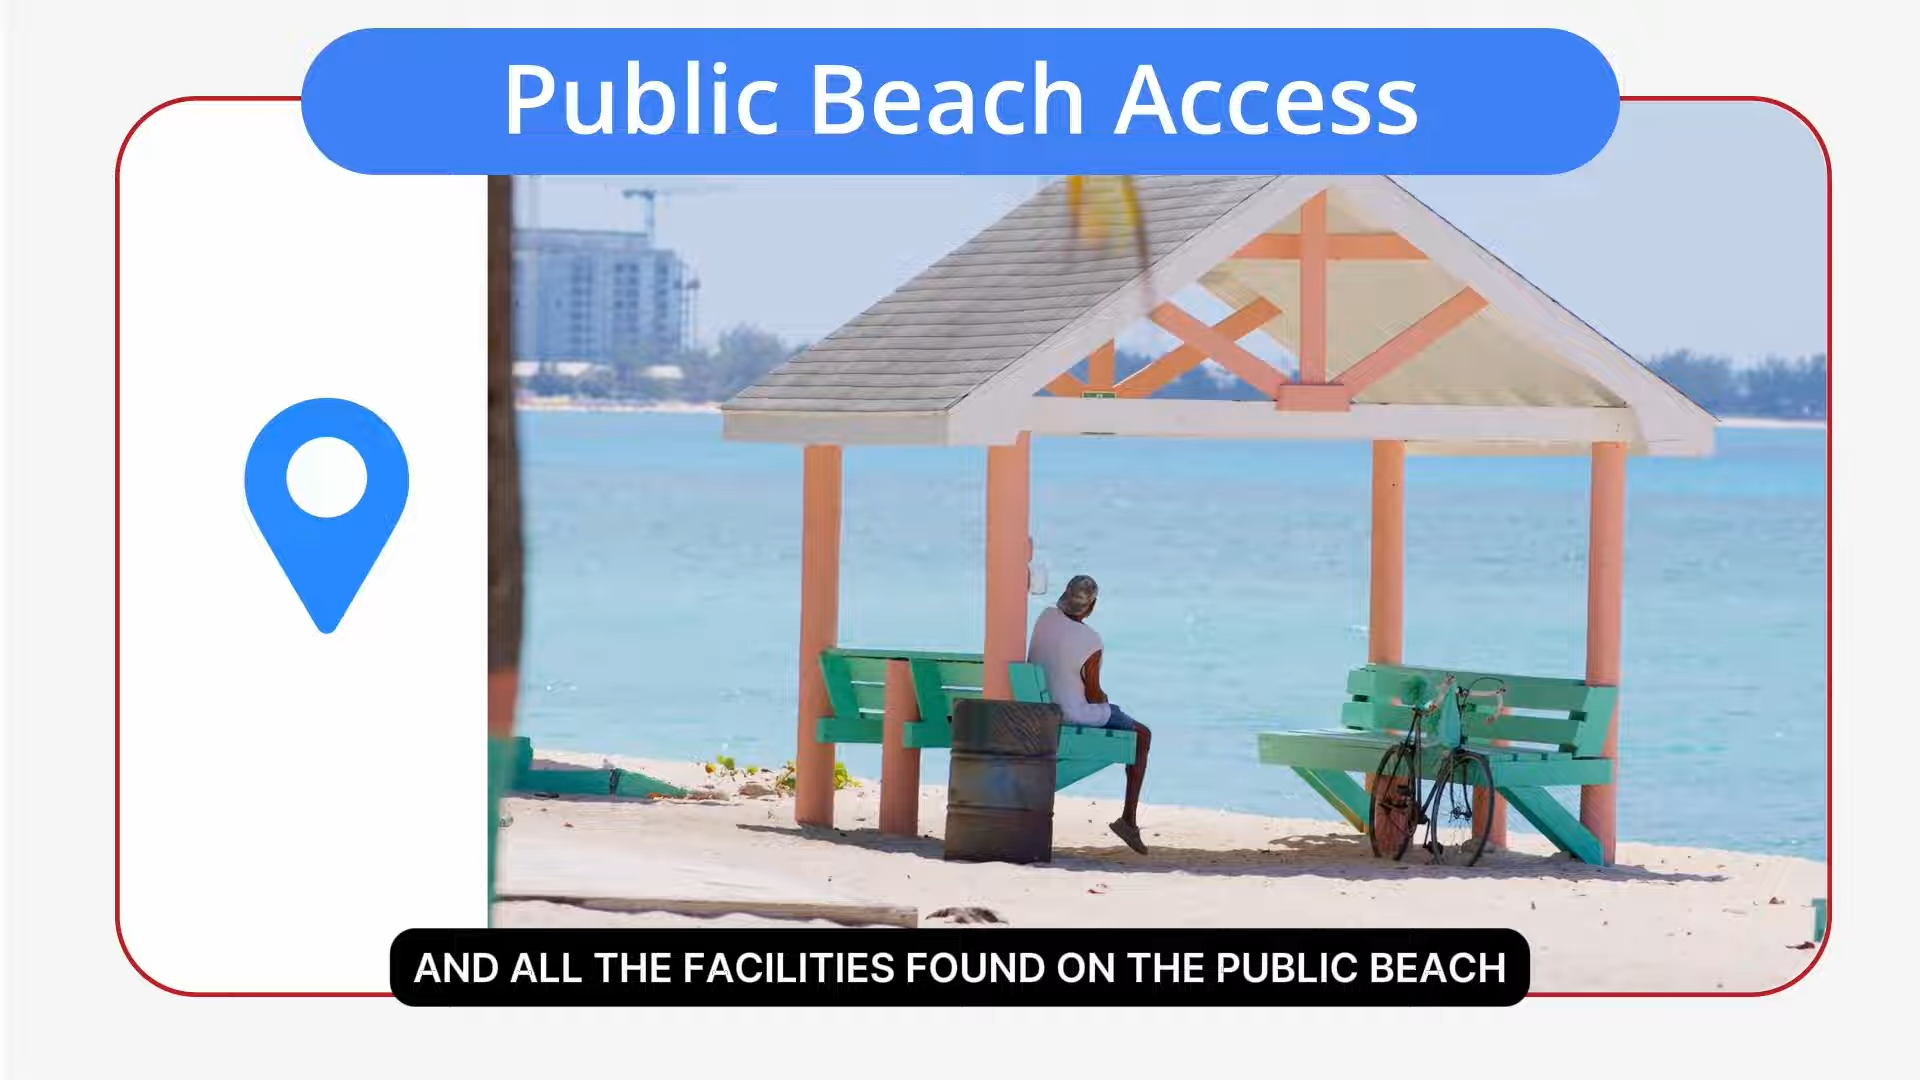 Public Beach Access
AND ALL THE FACILITIES FOUND ON THE PUBLIC BEACH